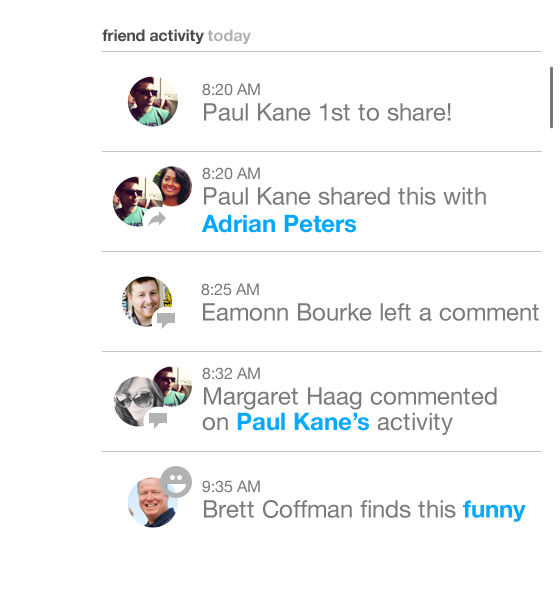 friend activity today
8:20 AM
Paul Kane 1st to share!
8:20 AM
Paul Kane shared this with
Adrian Peters
8:25 AM
Eamonn Bourke left a comment
8:32 AM
Margaret Haag commented
on Paul Kane’s activity
9:35 AM
Brett Coffman finds this funny